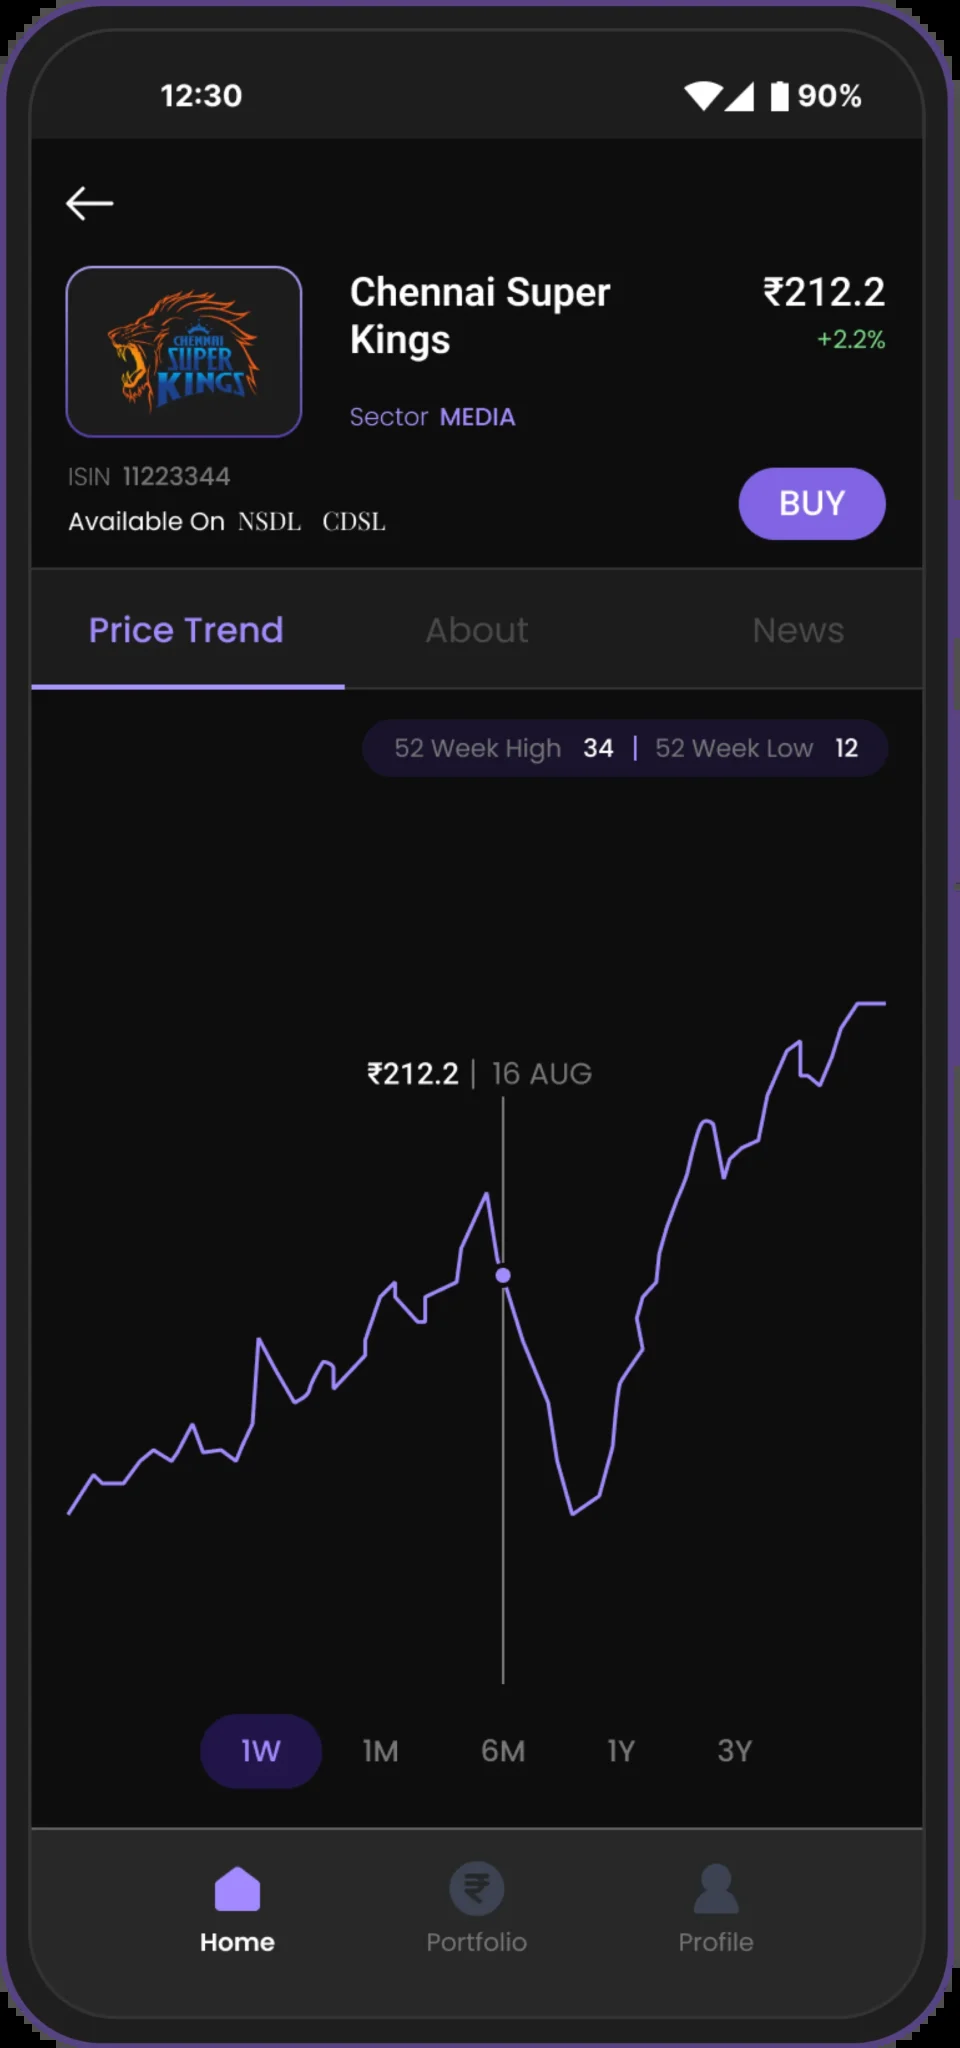 12:30 90%
Chennai Super
Kings
₹212.2
+2.2%
CHENNAI
SUPER
KINGS
Sector MEDIA
ISIN 11223344
Available On NSDL CDSL
BUY
Price Trend About News
52 Week High 34 | 52 Week Low 12
₹212.2 | 16 AUG
1W 1M 6M 1Y 3Y
₹
Home Portfolio Profile